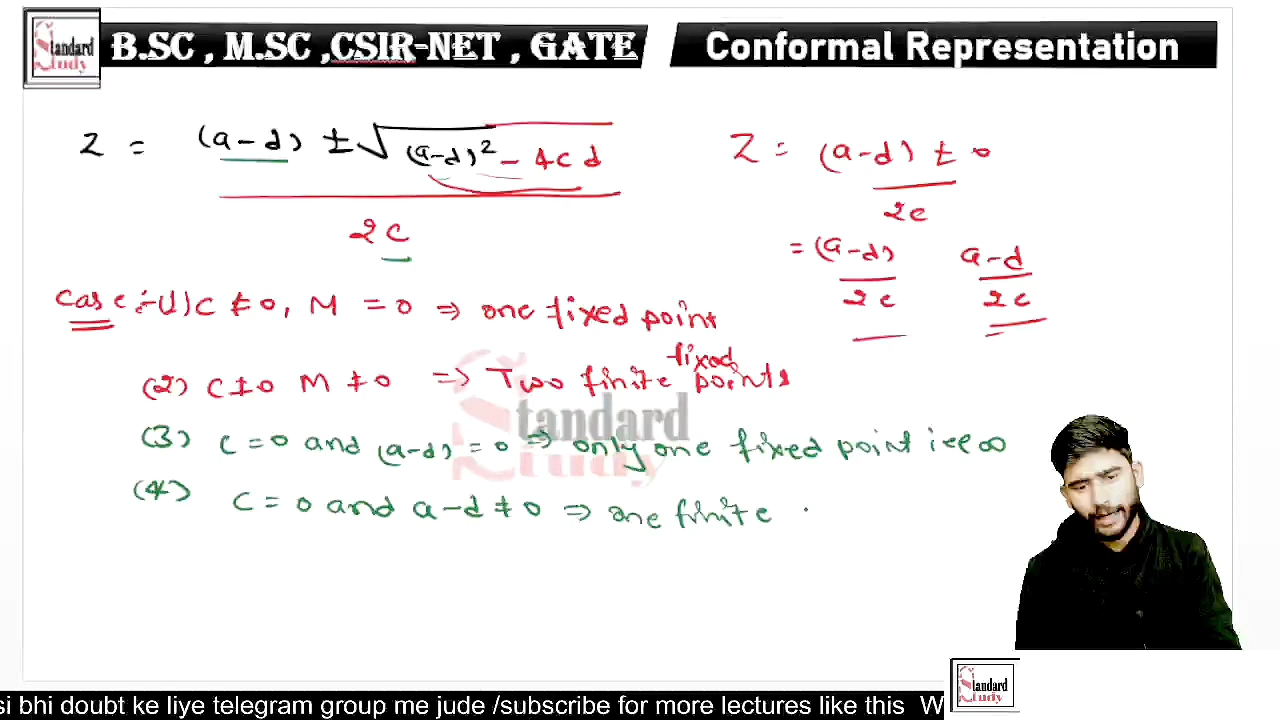 Standard Study
B.SC , M.SC ,CSIR-NET , GATE
Conformal Representation
Z = (a-d) ± √(a-d)² - 4cd
2c
Z = (a-d) ± 0
2c
= (a-d) a-d
2c 2c
Case:-(1) C ≠ 0, M = 0 ⇒ one fixed point
(2) C ≠ 0 M ≠ 0 ⇒ Two finite fixed points
(3) C = 0 and (a-d) = 0 ⇒ only one fixed point i.e ∞
(4) C = 0 and a-d ≠ 0 ⇒ one finite
Standard Study
Standard Study
si bhi doubt ke liye telegram group me jude /subscribe for more lectures like this W